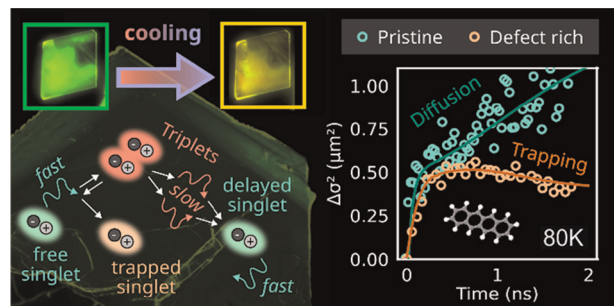 cooling
Triplets
fast
slow
delayed
singlet
free
singlet
trapped
singlet
fast
- +
- +
- +
- +
- +
Pristine
Defect rich
Δσ² (μm²)
1.00
0.75
0.50
0.25
0.00
Diffusion
Trapping
80K
0
1
2
Time (ns)